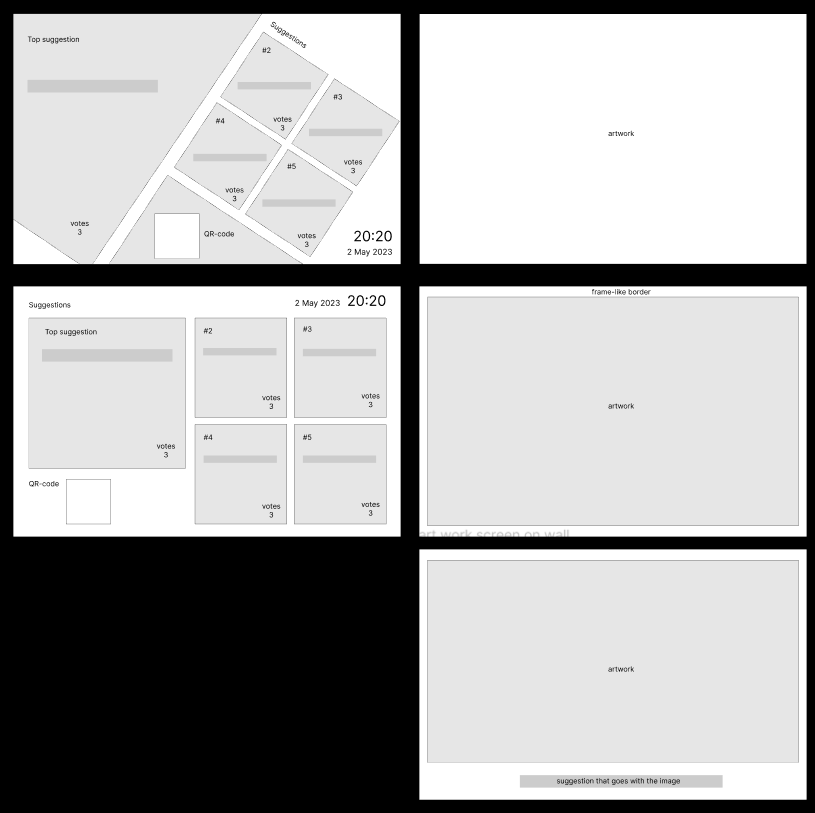 Top suggestion
votes
3
Suggestions
#2
votes
3
#3
votes
3
#4
votes
3
#5
votes
3
QR-code
20:20
2 May 2023
artwork
Suggestions
2 May 2023 20:20
Top suggestion
votes
3
#2
votes
3
#3
votes
3
#4
votes
3
#5
votes
3
QR-code
frame-like border
artwork
art work screen on wall
artwork
suggestion that goes with the image